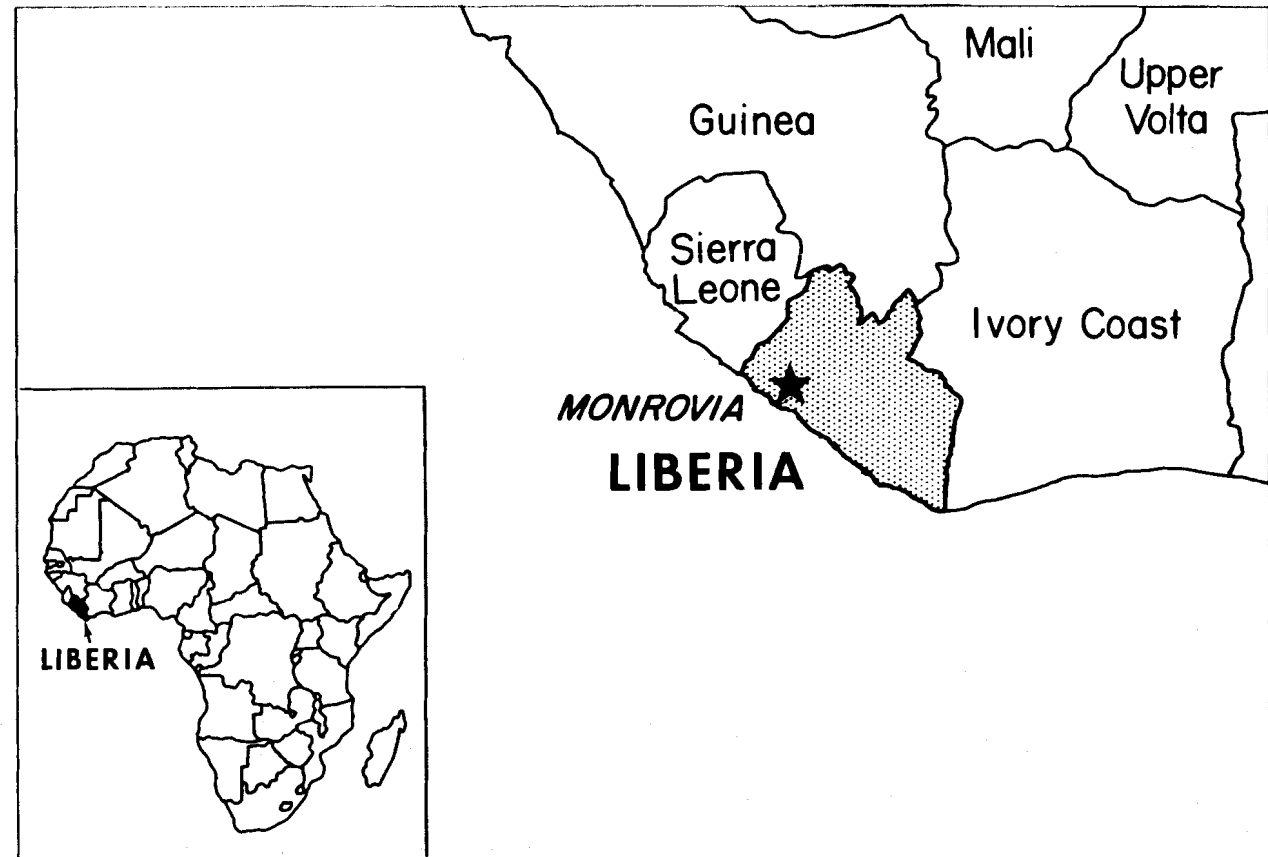 Mali
Upper
Volta
Guinea
Sierra
Leone
Ivory Coast
MONROVIA
LIBERIA
LIBERIA